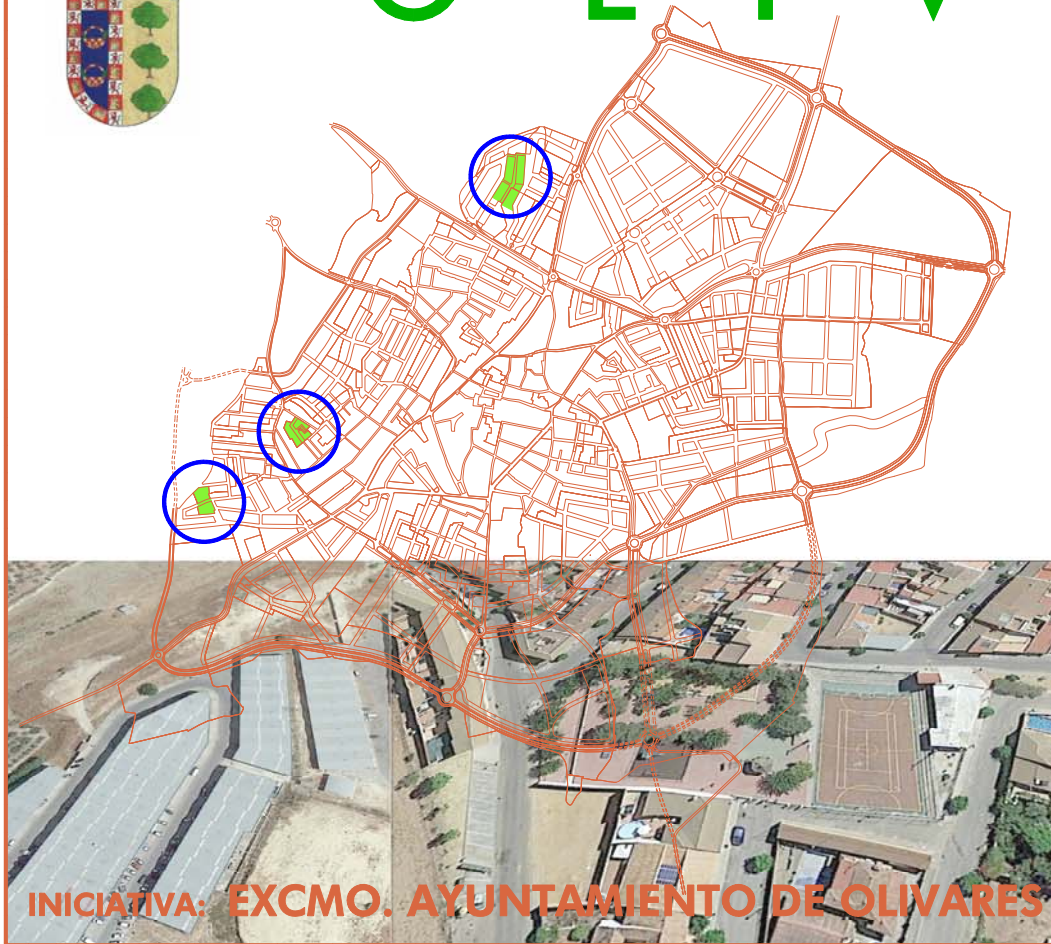 O L I V
INICIATIVA: EXCMO. AYUNTAMIENTO DE OLIVARES